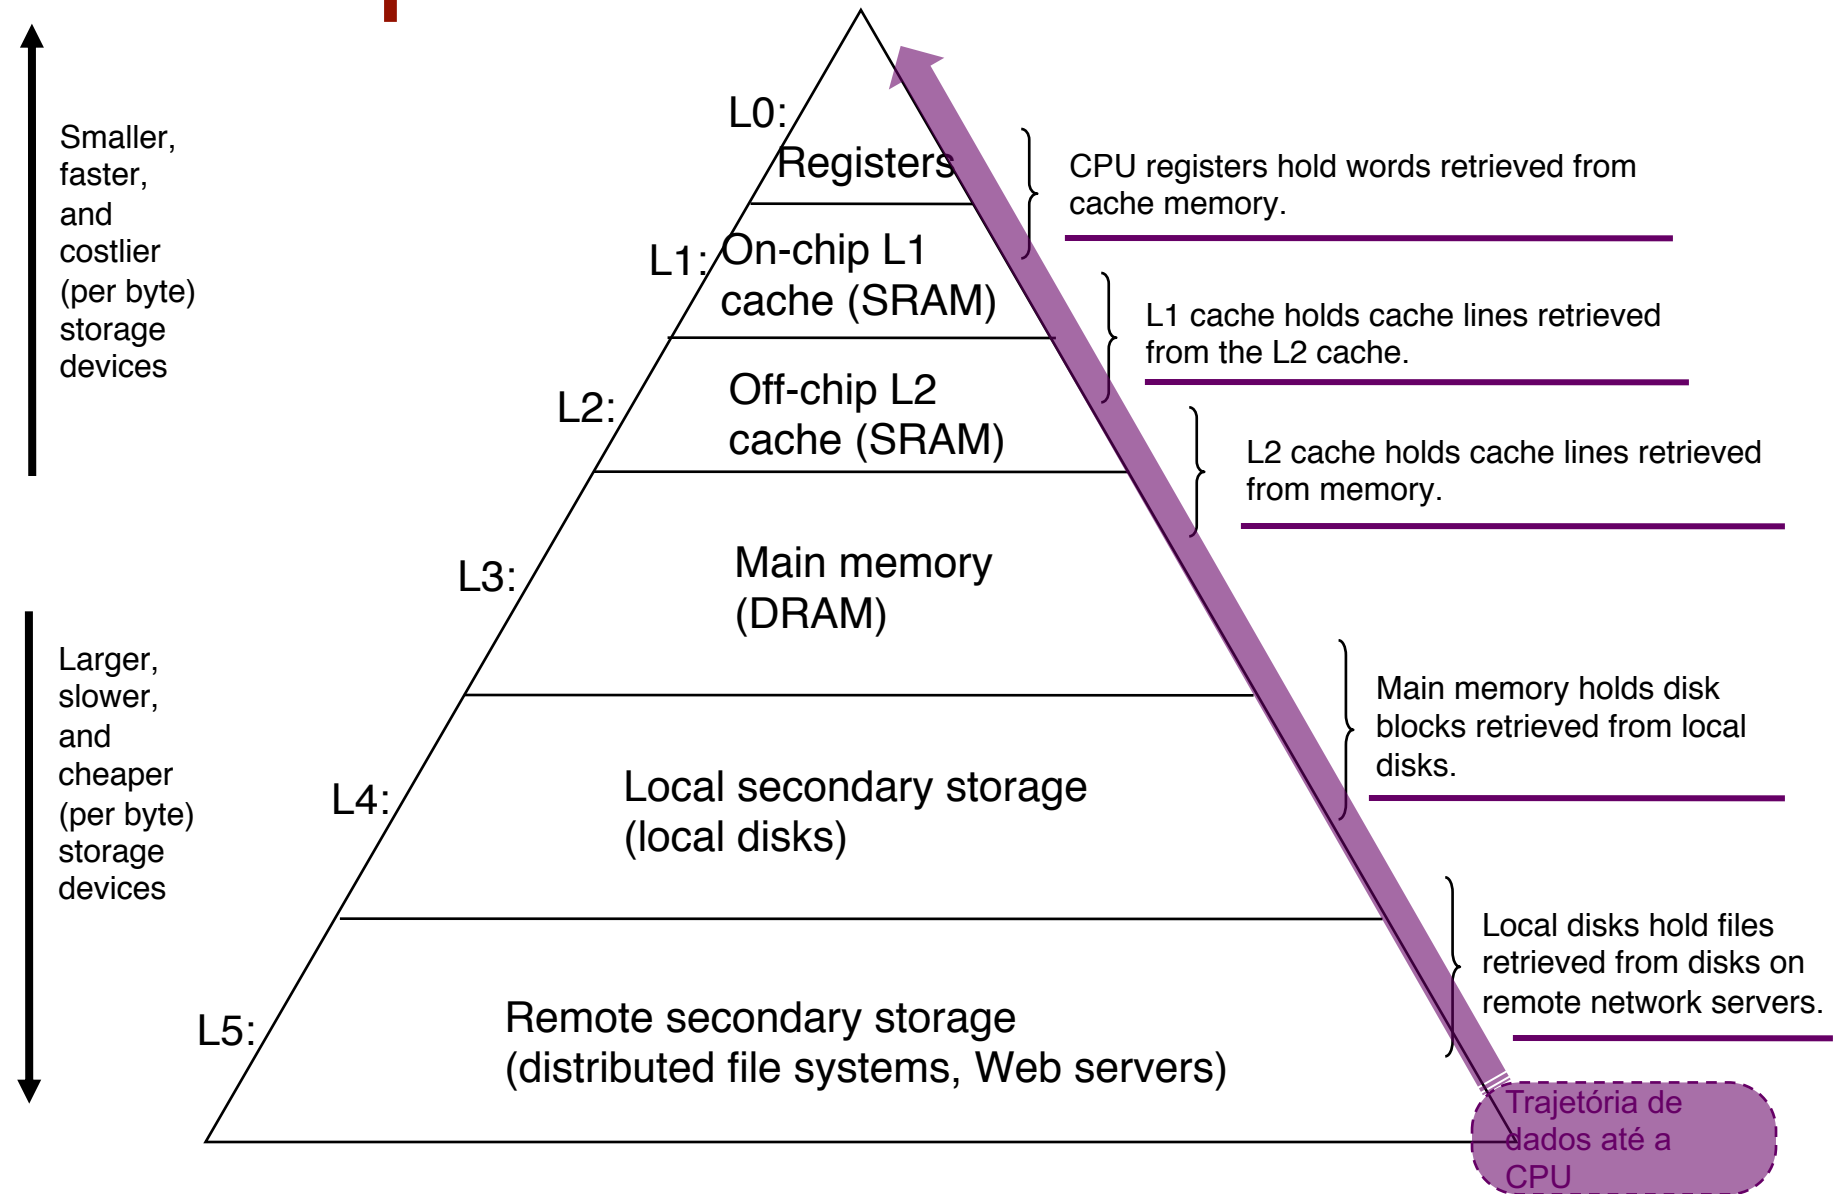 Smaller,
faster,
and
costlier
(per byte)
storage
devices
Larger,
slower,
and
cheaper
(per byte)
storage
devices
L0:
Registers
L1:
On-chip L1
cache (SRAM)
L2:
Off-chip L2
cache (SRAM)
L3:
Main memory
(DRAM)
L4:
Local secondary storage
(local disks)
L5:
Remote secondary storage
(distributed file systems, Web servers)
CPU registers hold words retrieved from
cache memory.
L1 cache holds cache lines retrieved
from the L2 cache.
L2 cache holds cache lines retrieved
from memory.
Main memory holds disk
blocks retrieved from local
disks.
Local disks hold files
retrieved from disks on
remote network servers.
Trajetória de
dados até a
CPU